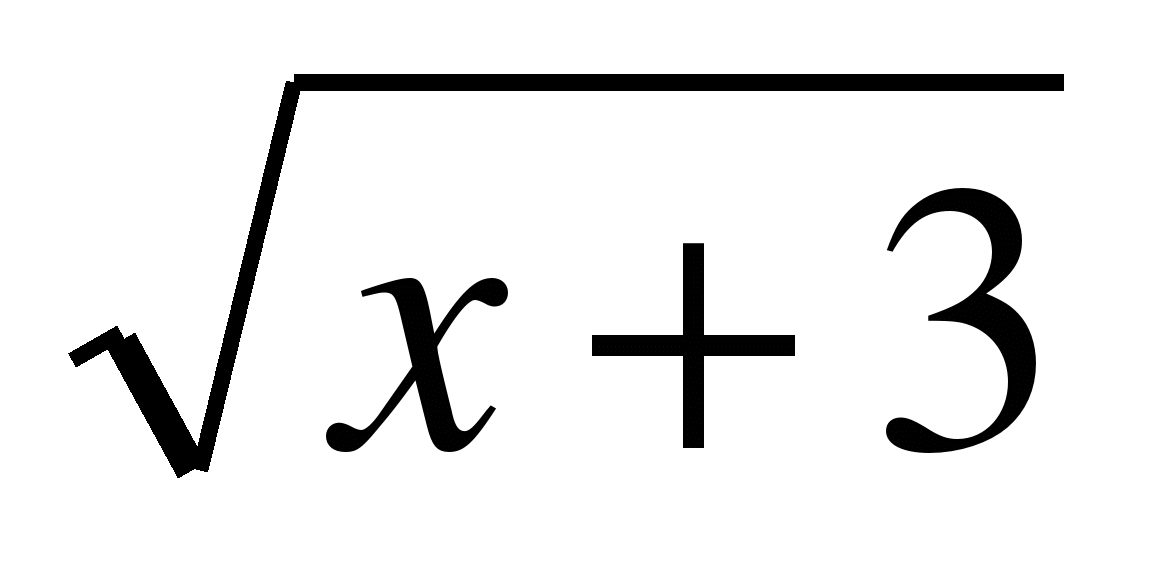 √x + 3